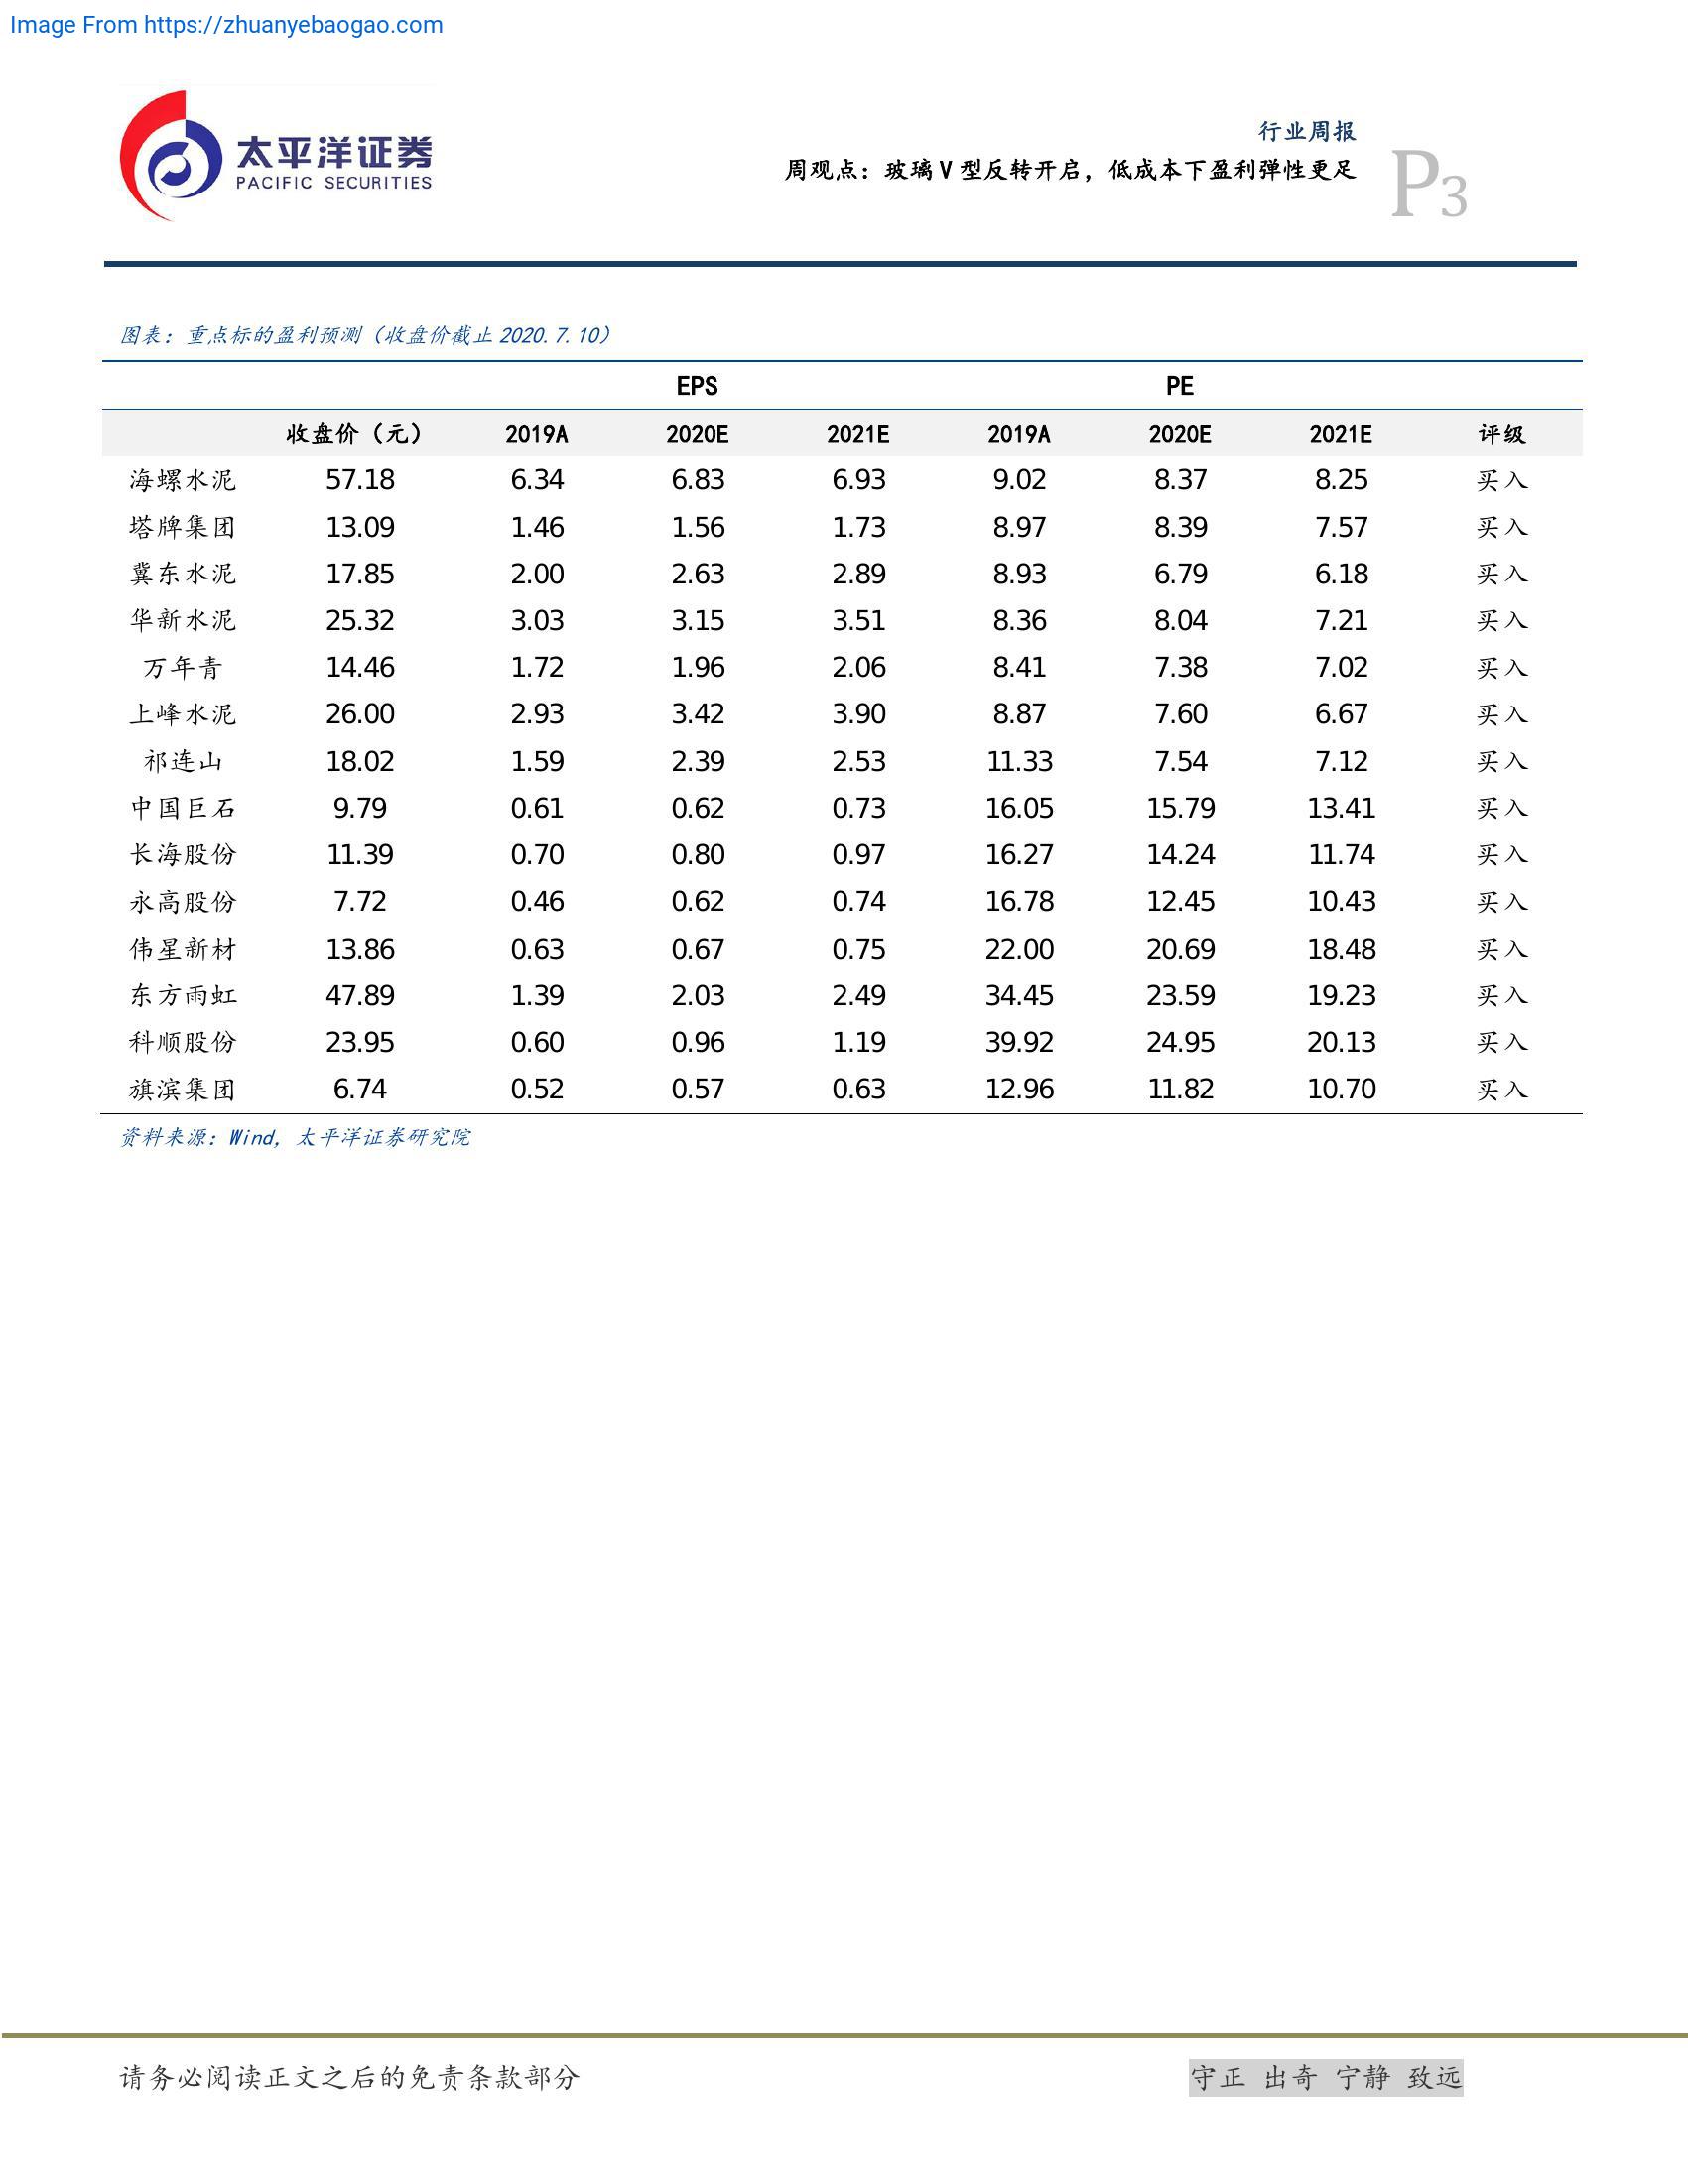 Image From https://zhuanyebaogao.com
太平洋证券
PACIFIC SECURITIES
行业周报
周观点：玻璃 V 型反转开启，低成本下盈利弹性更足
P3
图表：重点标的盈利预测（收盘价截止 2020.7.10）
EPS PE
收盘价（元） 2019A 2020E 2021E 2019A 2020E 2021E 评级
海螺水泥 57.18 6.34 6.83 6.93 9.02 8.37 8.25 买入
塔牌集团 13.09 1.46 1.56 1.73 8.97 8.39 7.57 买入
冀东水泥 17.85 2.00 2.63 2.89 8.93 6.79 6.18 买入
华新水泥 25.32 3.03 3.15 3.51 8.36 8.04 7.21 买入
万年青 14.46 1.72 1.96 2.06 8.41 7.38 7.02 买入
上峰水泥 26.00 2.93 3.42 3.90 8.87 7.60 6.67 买入
祁连山 18.02 1.59 2.39 2.53 11.33 7.54 7.12 买入
中国巨石 9.79 0.61 0.62 0.73 16.05 15.79 13.41 买入
长海股份 11.39 0.70 0.80 0.97 16.27 14.24 11.74 买入
永高股份 7.72 0.46 0.62 0.74 16.78 12.45 10.43 买入
伟星新材 13.86 0.63 0.67 0.75 22.00 20.69 18.48 买入
东方雨虹 47.89 1.39 2.03 2.49 34.45 23.59 19.23 买入
科顺股份 23.95 0.60 0.96 1.19 39.92 24.95 20.13 买入
旗滨集团 6.74 0.52 0.57 0.63 12.96 11.82 10.70 买入
资料来源：Wind，太平洋证券研究院
请务必阅读正文之后的免责条款部分 守正 出奇 宁静 致远